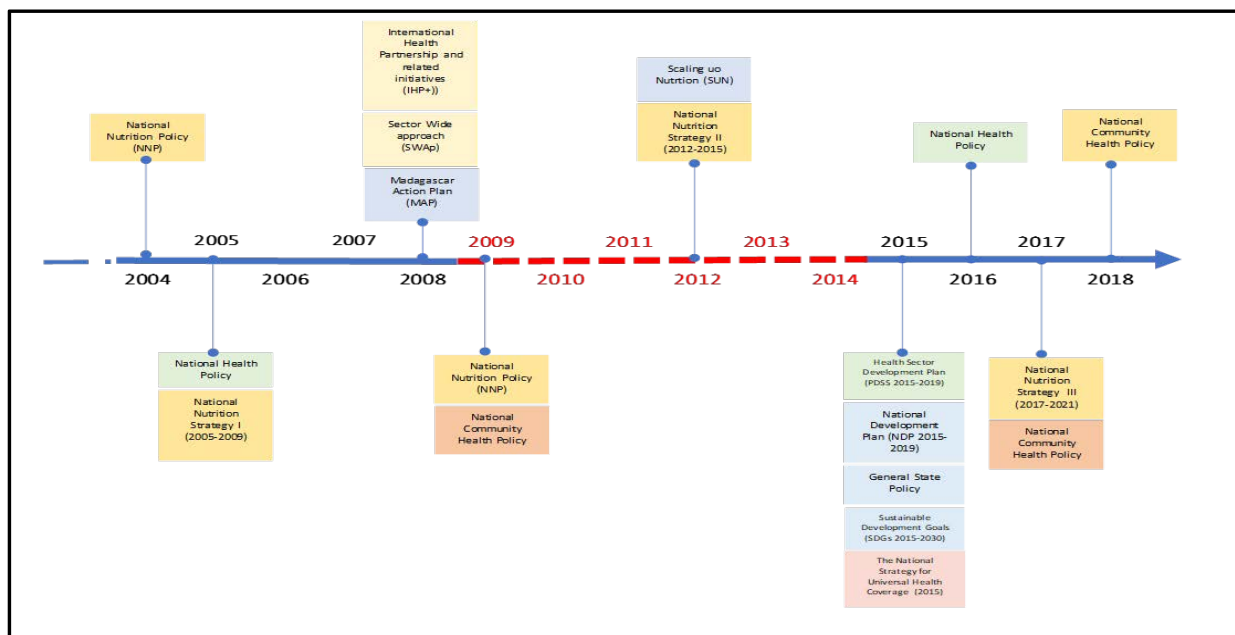 International
Health
Partnership and
related
initiatives
(IHP+))
Sector Wide
approach
(SWAp)
Madagascar
Action Plan
(MAP)
Scaling uo
Nutrtion (SUN)
National
Nutrition
Strategy II
(2012-2015)
National
Nutrition Policy
(NNP)
National Health
Policy
National
Community
Health Policy
2005
2007
2009
2011
2013
2015
2017
2004
2006
2008
2010
2012
2014
2016
2018
National Health
Policy
National
Nutrition
Strategy I
(2005-2009)
National
Nutrition Policy
(NNP)
National
Community
Health Policy
Health Sector
Development Plan
(PDSS 2015-2019)
National
Development
Plan (NDP 2015-
2019)
General State
Policy
Sustainable
Development Goals
(SDGs 2015-2030)
The National
Strategy for
Universal Health
Coverage (2015)
National
Nutrition
Strategy III
(2017-2021)
National
Community
Health Policy